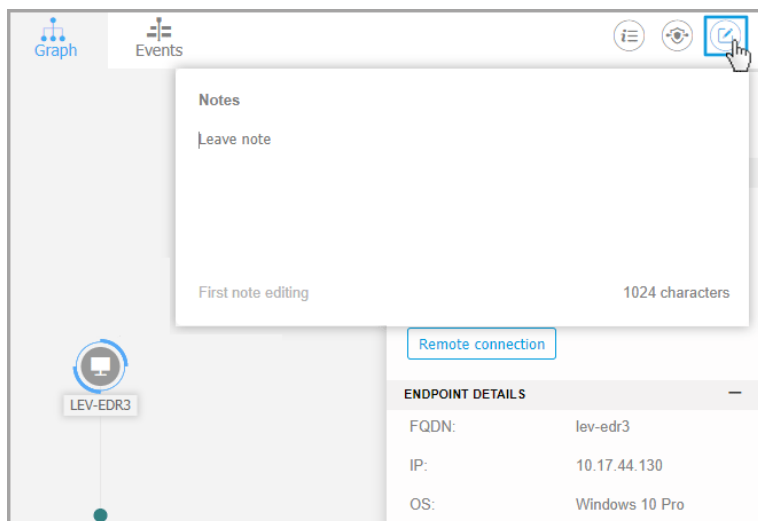 Graph
Events
Notes
Leave note
First note editing
1024 characters
Remote connection
LEV-EDR3
ENDPOINT DETAILS
FQDN: lev-edr3
IP: 10.17.44.130
OS: Windows 10 Pro